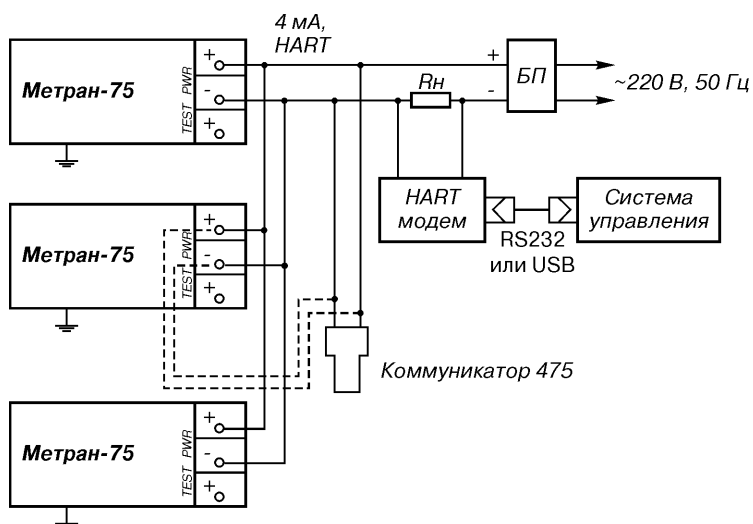 4 мА,
HART
+
Метран-75
PWR
-
TEST
+
+
БП
-
Rн
~220 В, 50 Гц
HART
модем
Система
управления
RS232
или USB
+
Метран-75
PWR
-
TEST
+
Коммуникатор 475
+
Метран-75
PWR
-
TEST
+